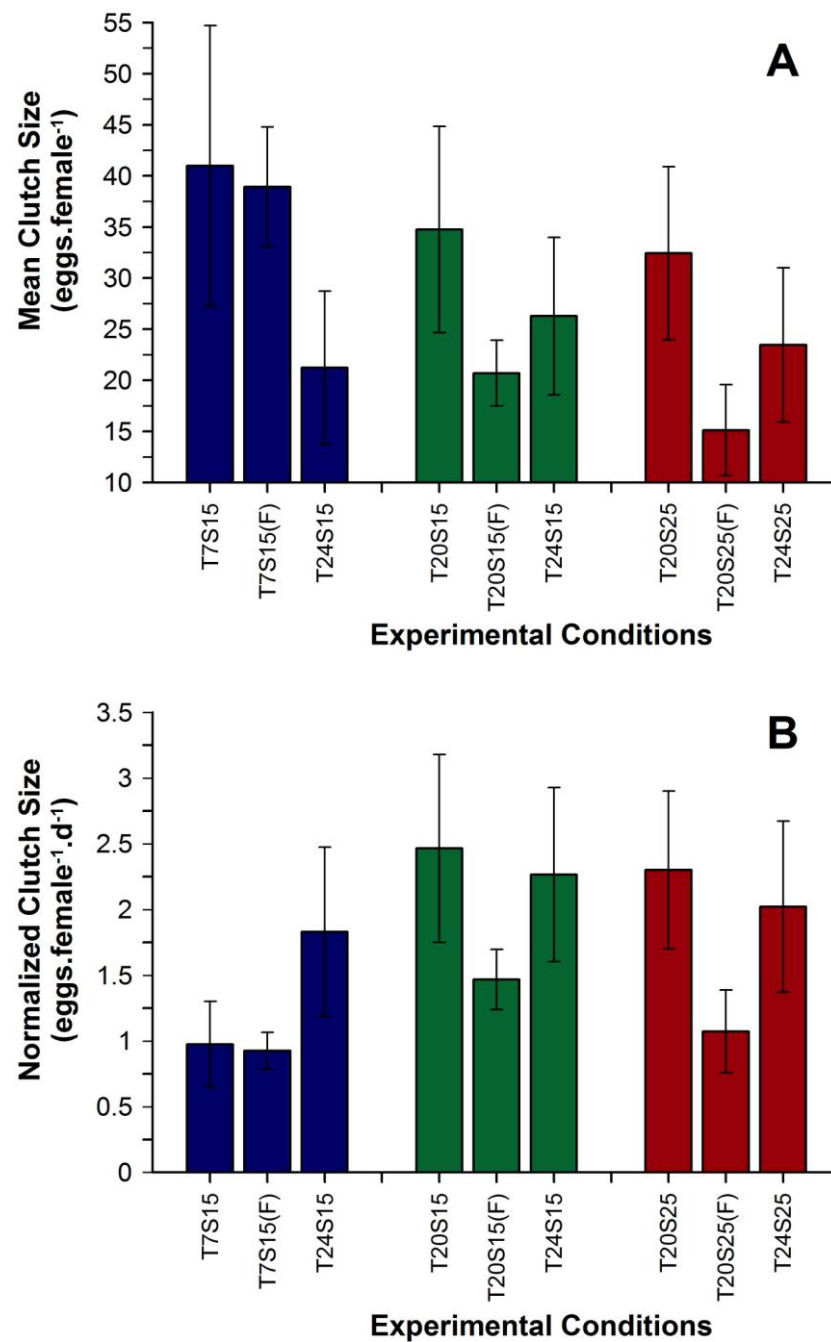 A
Mean Clutch Size
(eggs.female⁻¹)
55
50
45
40
35
30
25
20
15
10
T7S15
T7S15(F)
T24S15
T20S15
T20S15(F)
T24S15
T20S25
T20S25(F)
T24S25
Experimental Conditions
B
Normalized Clutch Size
(eggs.female⁻¹.d⁻¹)
3.5
3
2.5
2
1.5
1
0.5
0
T7S15
T7S15(F)
T24S15
T20S15
T20S15(F)
T24S15
T20S25
T20S25(F)
T24S25
Experimental Conditions